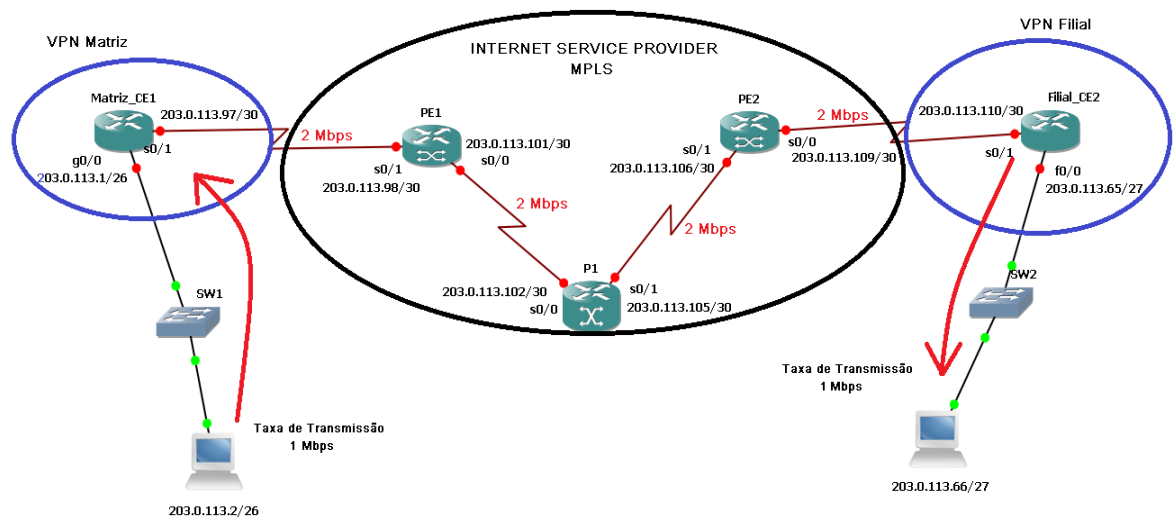 VPN Matriz
INTERNET SERVICE PROVIDER
MPLS
VPN Filial
Matriz_CE1
203.0.113.97/30
s0/1
g0/0
203.0.113.1/26
2 Mbps
PE1
203.0.113.101/30
s0/0
s0/1
203.0.113.98/30
2 Mbps
PE2
s0/1
203.0.113.106/30
s0/0
203.0.113.109/30
2 Mbps
2 Mbps
203.0.113.110/30
Filial_CE2
s0/1
f0/0
203.0.113.65/27
P1
203.0.113.102/30
s0/0
s0/1
203.0.113.105/30
SW1
SW2
Taxa de Transmissão
1 Mbps
Taxa de Transmissão
1 Mbps
203.0.113.2/26
203.0.113.66/27